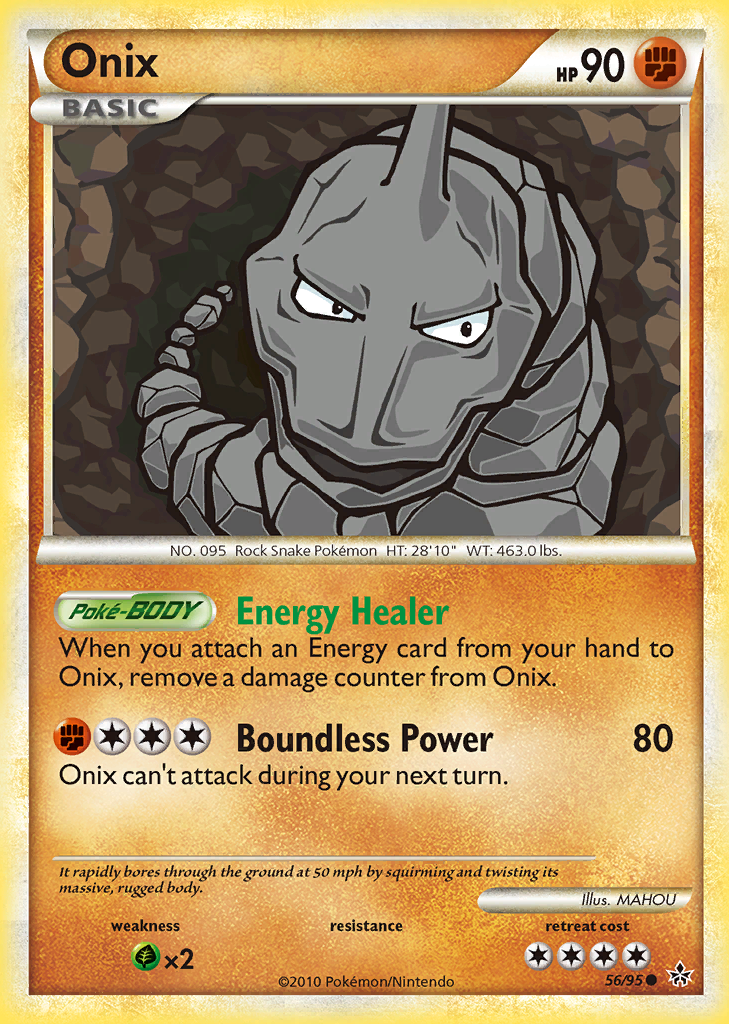 Onix
HP 90
BASIC
NO. 095 Rock Snake Pokémon HT: 28'10" WT: 463.0 lbs.
Poké-BODY Energy Healer
When you attach an Energy card from your hand to
Onix, remove a damage counter from Onix.
Boundless Power 80
Onix can't attack during your next turn.
It rapidly bores through the ground at 50 mph by squirming and twisting its
massive, rugged body.
Illus. MAHOU
weakness resistance retreat cost
×2
56/95
©2010 Pokémon/Nintendo